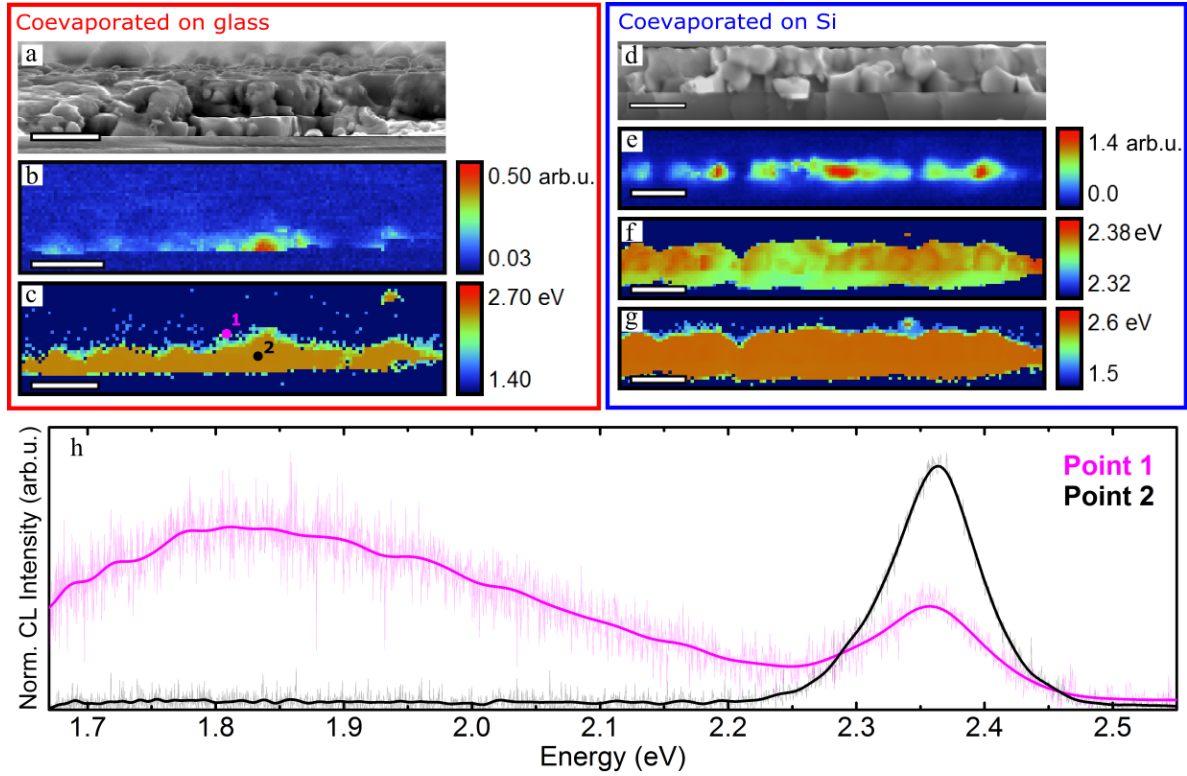 Coevaporated on glass
Coevaporated on Si
a
b
0.50 arb.u.
0.03
c
2.70 eV
1.40
1
2
d
e
1.4 arb.u.
0.0
f
2.38 eV
2.32
g
2.6 eV
1.5
h
Point 1
Point 2
Norm. CL Intensity (arb.u.)
1.7 1.8 1.9 2.0 2.1 2.2 2.3 2.4 2.5
Energy (eV)